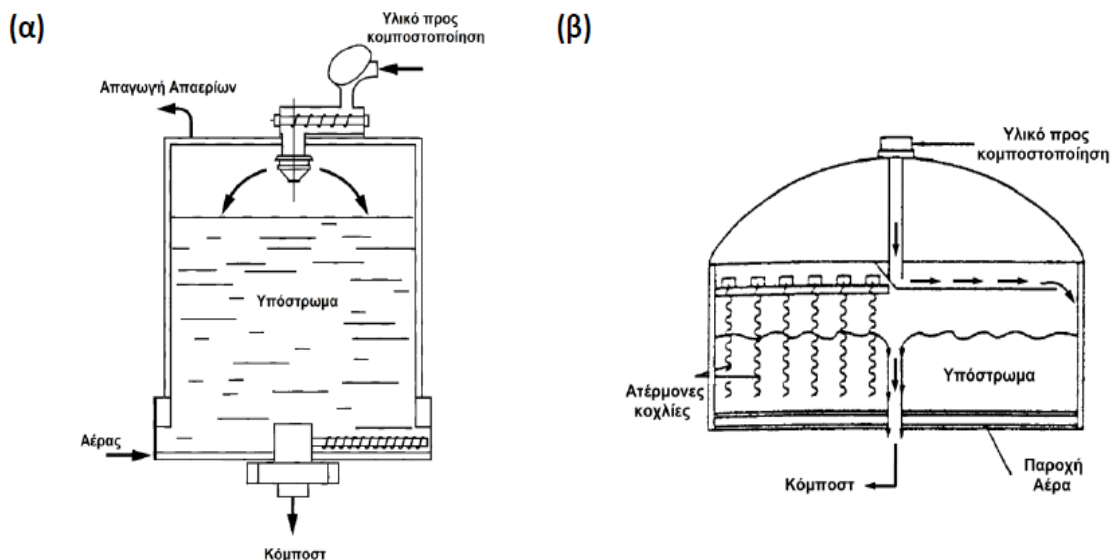 (α)
Υλικό προς
κομποστοποίηση
Απαγωγή Απαερίων
Υπόστρωμα
Αέρας
Κόμποστ
(β)
Υλικό προς
κομποστοποίηση
Ατέρμονες
κοχλίες
Υπόστρωμα
Κόμποστ
Παροχή
Αέρα